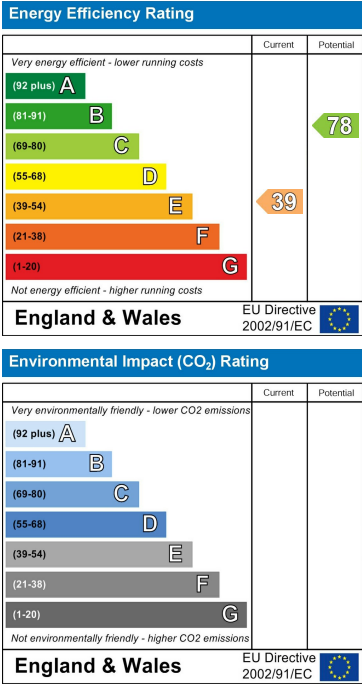 Energy Efficiency Rating
Current Potential
Very energy efficient - lower running costs
(92 plus) A
(81-91) B
78
(69-80) C
(55-68) D
(39-54) E
39
(21-38) F
(1-20) G
Not energy efficient - higher running costs
England & Wales
EU Directive
2002/91/EC
Environmental Impact (CO₂) Rating
Current Potential
Very environmentally friendly - lower CO2 emissions
(92 plus) A
(81-91) B
(69-80) C
(55-68) D
(39-54) E
(21-38) F
(1-20) G
Not environmentally friendly - higher CO2 emissions
England & Wales
EU Directive
2002/91/EC